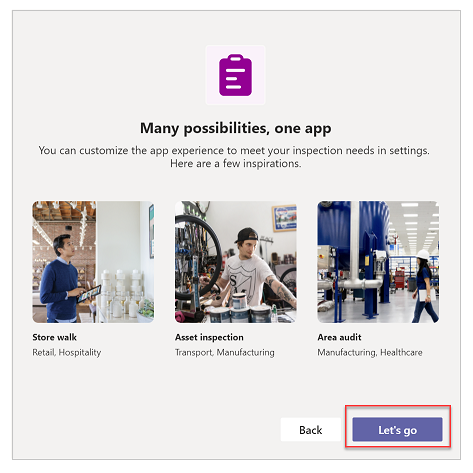 Many possibilities, one app
You can customize the app experience to meet your inspection needs in settings.
Here are a few inspirations.
Store walk
Retail, Hospitality
Asset inspection
Transport, Manufacturing
Area audit
Manufacturing, Healthcare
Back
Let's go